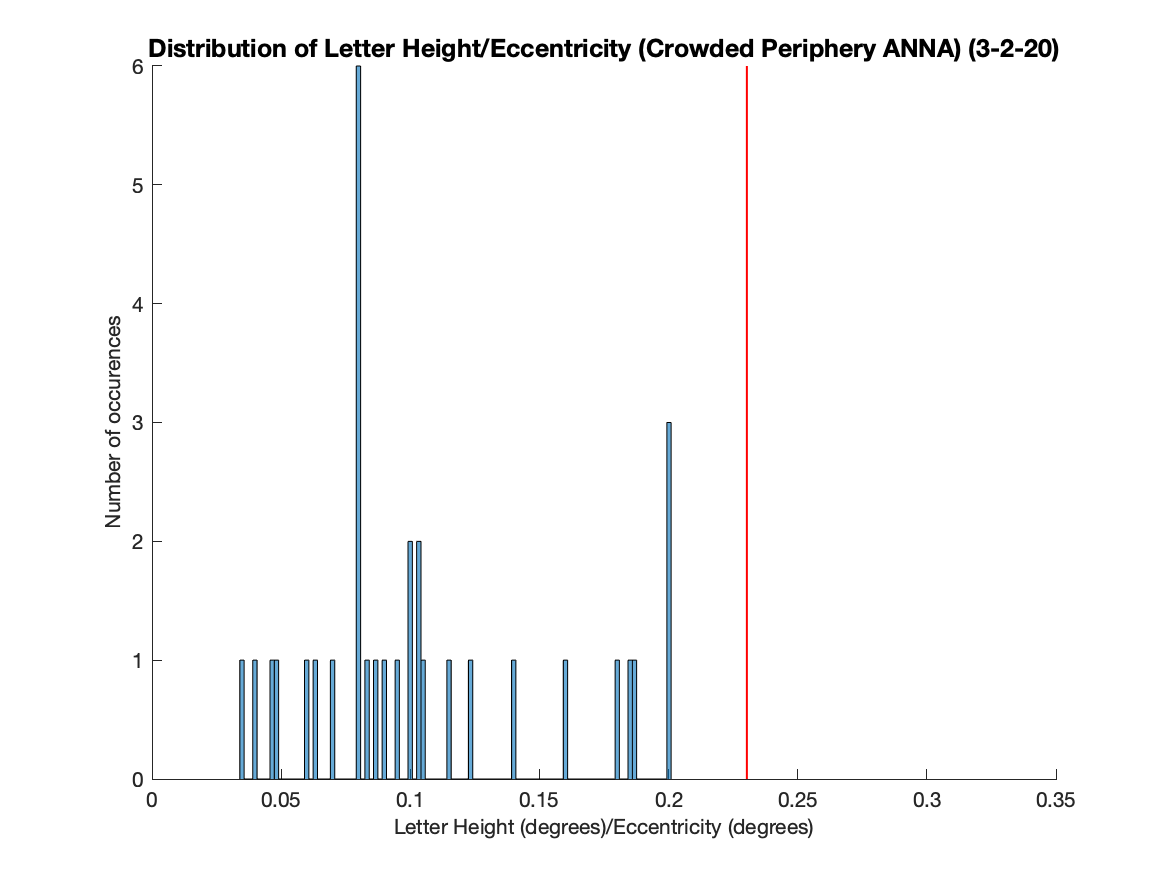 Distribution of Letter Height/Eccentricity (Crowded Periphery ANNA) (3-2-20)
6
5
4
3
2
1
0
Number of occurences
0 0.05 0.1 0.15 0.2 0.25 0.3 0.35
Letter Height (degrees)/Eccentricity (degrees)